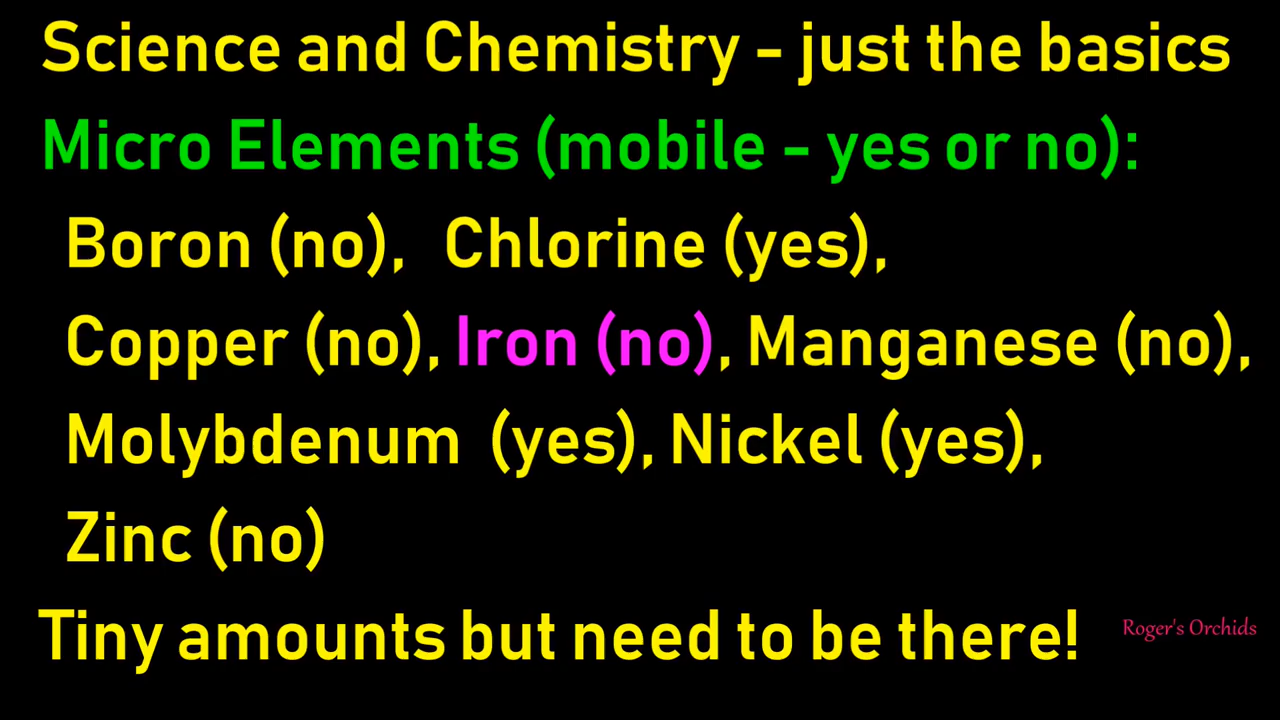 Science and Chemistry - just the basics
Micro Elements (mobile - yes or no):
Boron (no), Chlorine (yes),
Copper (no), Iron (no), Manganese (no),
Molybdenum (yes), Nickel (yes),
Zinc (no)
Tiny amounts but need to be there!
Roger's Orchids